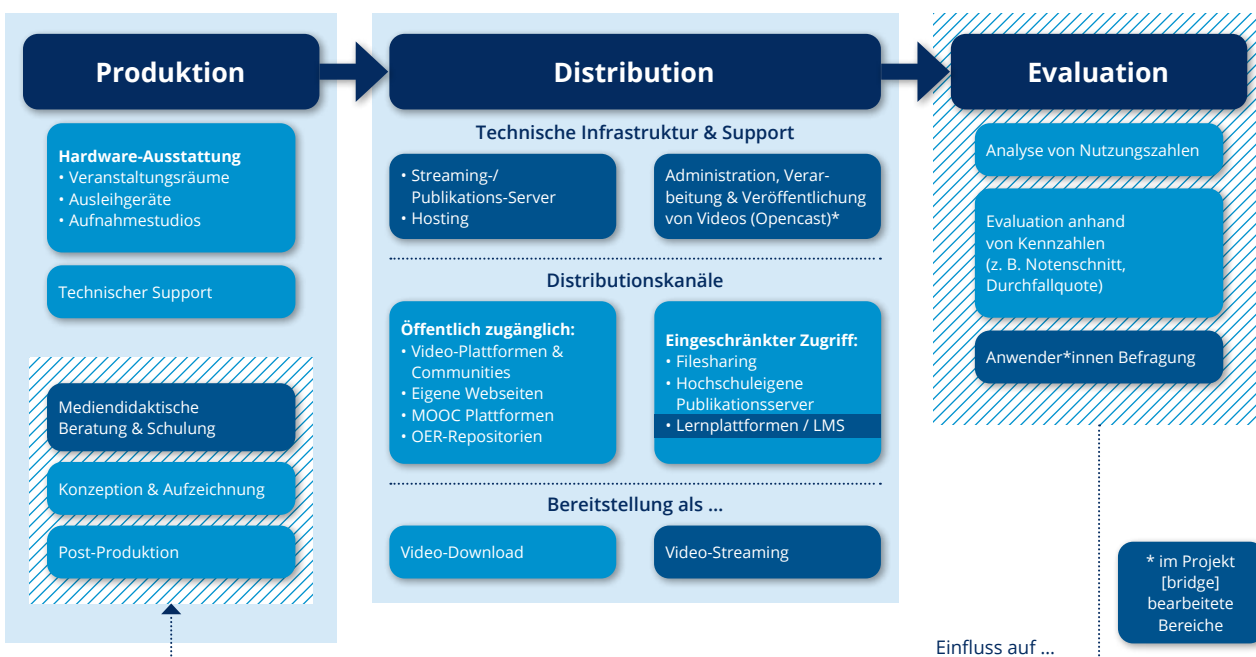 Produktion
Hardware-Ausstattung
• Veranstaltungsräume
• Ausleihgeräte
• Aufnahmestudios
Technischer Support
Mediendidaktische
Beratung & Schulung
Konzeption & Aufzeichnung
Post-Produktion
Distribution
Technische Infrastruktur & Support
• Streaming-/
Publikations-Server
• Hosting
Administration, Verar-
beitung & Veröffentlichung
von Videos (Opencast)*
Distributionskanäle
Öffentlich zugänglich:
• Video-Plattformen &
Communities
• Eigene Webseiten
• MOOC Plattformen
• OER-Repositorien
Eingeschränkter Zugriff:
• Filesharing
• Hochschuleigene
Publikationsserver
• Lernplattformen / LMS
Bereitstellung als ...
Video-Download
Video-Streaming
Evaluation
Analyse von Nutzungszahlen
Evaluation anhand
von Kennzahlen
(z. B. Notenschnitt,
Durchfallquote)
Anwender*innen Befragung
* im Projekt
[bridge]
bearbeitete
Bereiche
Einfluss auf ...